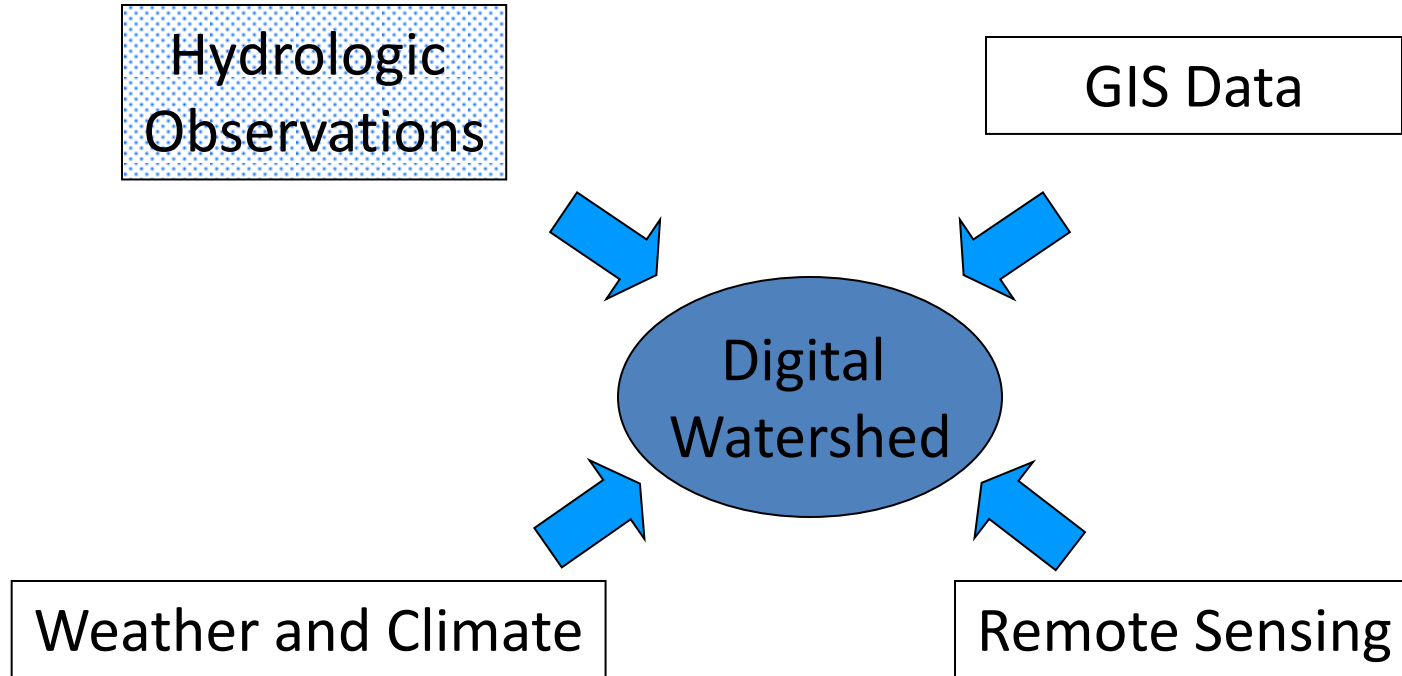 Hydrologic
Observations
GIS Data
Digital
Watershed
Weather and Climate
Remote Sensing